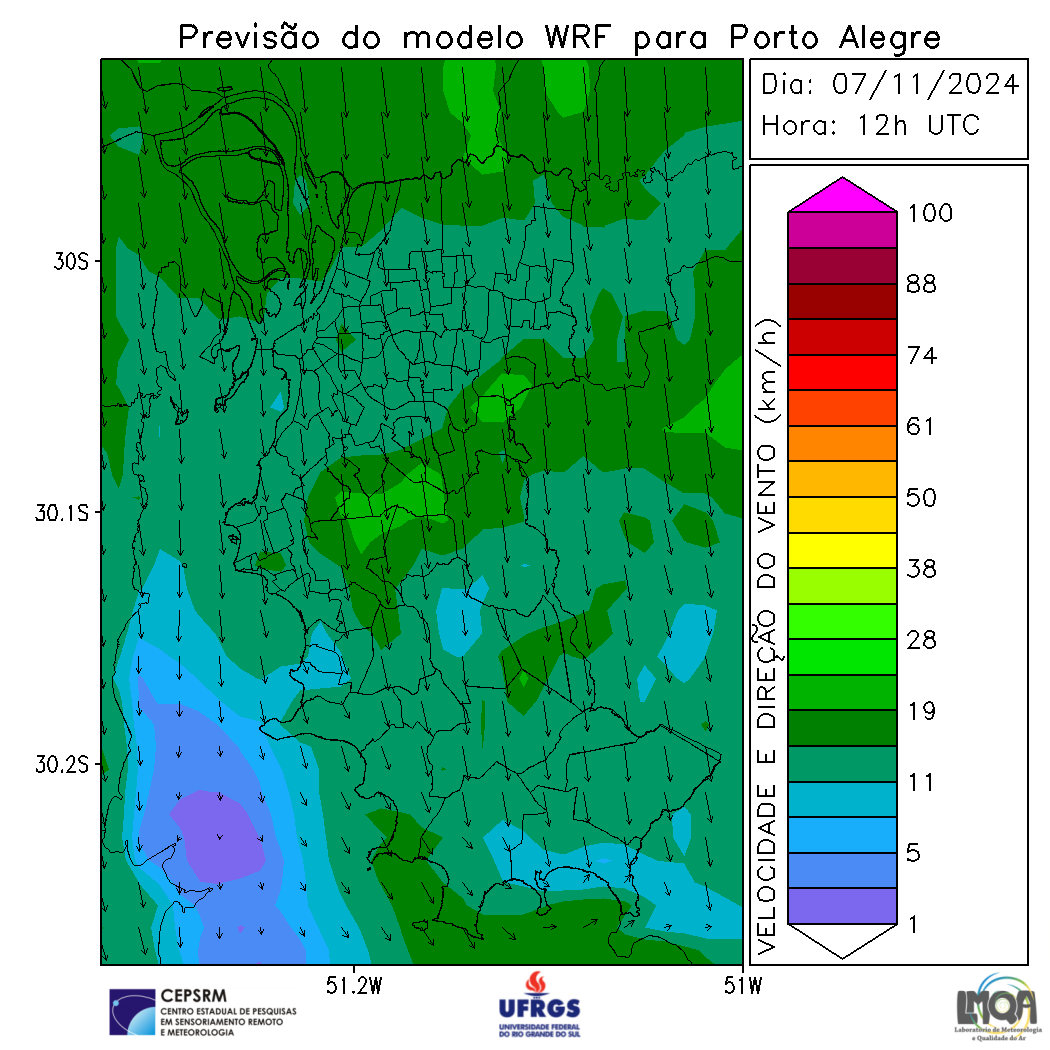 Previsão do modelo WRF para Porto Alegre
Dia: 07/11/2024
Hora: 12h UTC
30S
30.1S
30.2S
51.2W
51W
VELOCIDADE E DIREÇÃO DO VENTO (km/h)
100
88
74
61
50
38
28
19
11
5
1
CEPSRM
CENTRO ESTADUAL DE PESQUISAS
EM SENSORIAMENTO REMOTO
E METEOROLOGIA
UFRGS
UNIVERSIDADE FEDERAL
DO RIO GRANDE DO SUL
LMQA
Laboratório de Meteorologia
e Qualidade do Ar